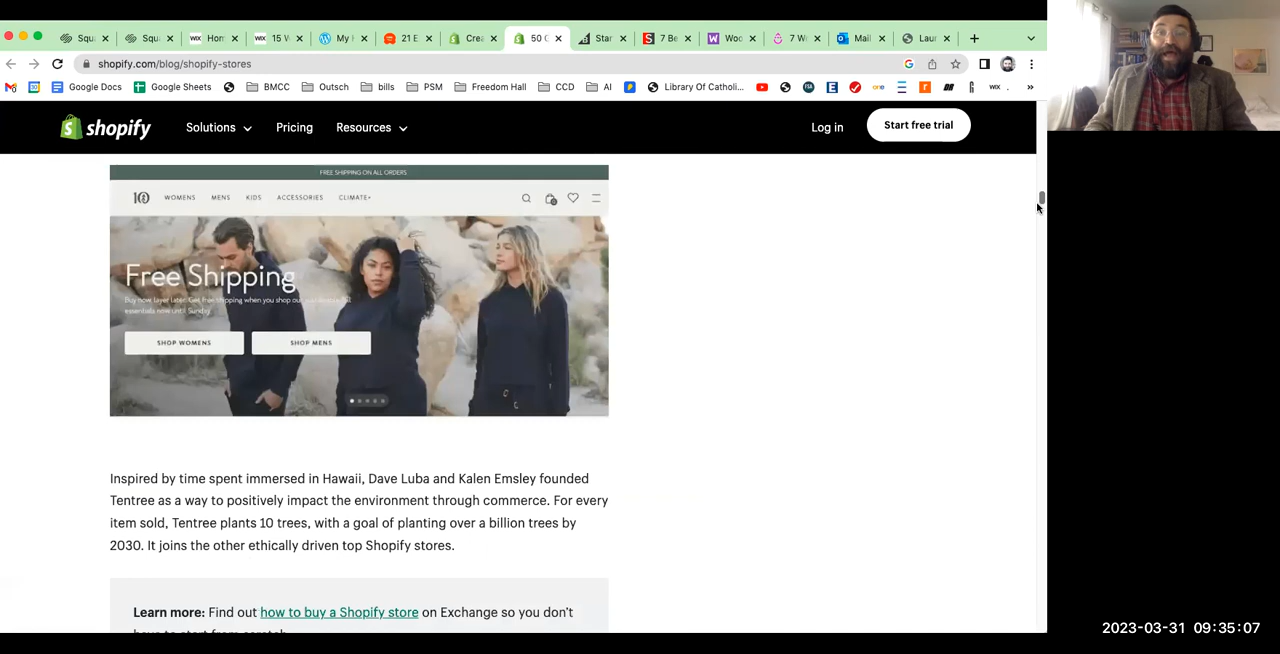 Squa
Squa
Hom
15 V
My H
21 E
Crea
50 C
Star
7 Be
Woo
7 W
Mail
Laur
shopify.com/blog/shopify-stores
Google Docs
Google Sheets
BMCC
Outsch
bills
PSM
Freedom Hall
CCD
AI
Library Of Catholi...
shopify
Solutions
Pricing
Resources
Log in
Start free trial
FREE SHIPPING ON ALL ORDERS
WOMENS MENS KIDS ACCESSORIES CLIMATE+
Free Shipping
SHOP WOMENS
SHOP MENS
Inspired by time spent immersed in Hawaii, Dave Luba and Kalen Emsley founded
Tentree as a way to positively impact the environment through commerce. For every
item sold, Tentree plants 10 trees, with a goal of planting over a billion trees by
2030. It joins the other ethically driven top Shopify stores.
Learn more: Find out how to buy a Shopify store on Exchange so you don't
2023-03-31 09:35:07